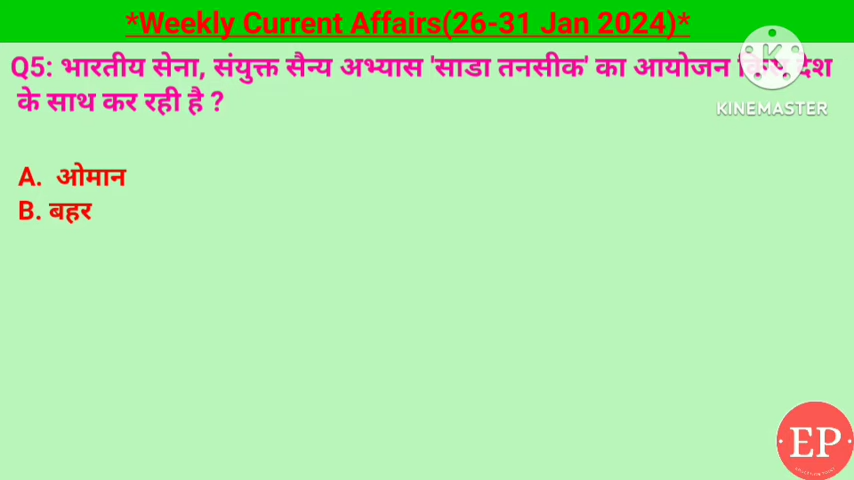 *Weekly Current Affairs(26-31 Jan 2024)*
Q5: भारतीय सेना, संयुक्त सैन्य अभ्यास 'साडा तनसीक' का आयोजन किस देश
के साथ कर रही है ?
KINEMASTER
A. ओमान
B. बहर
EP